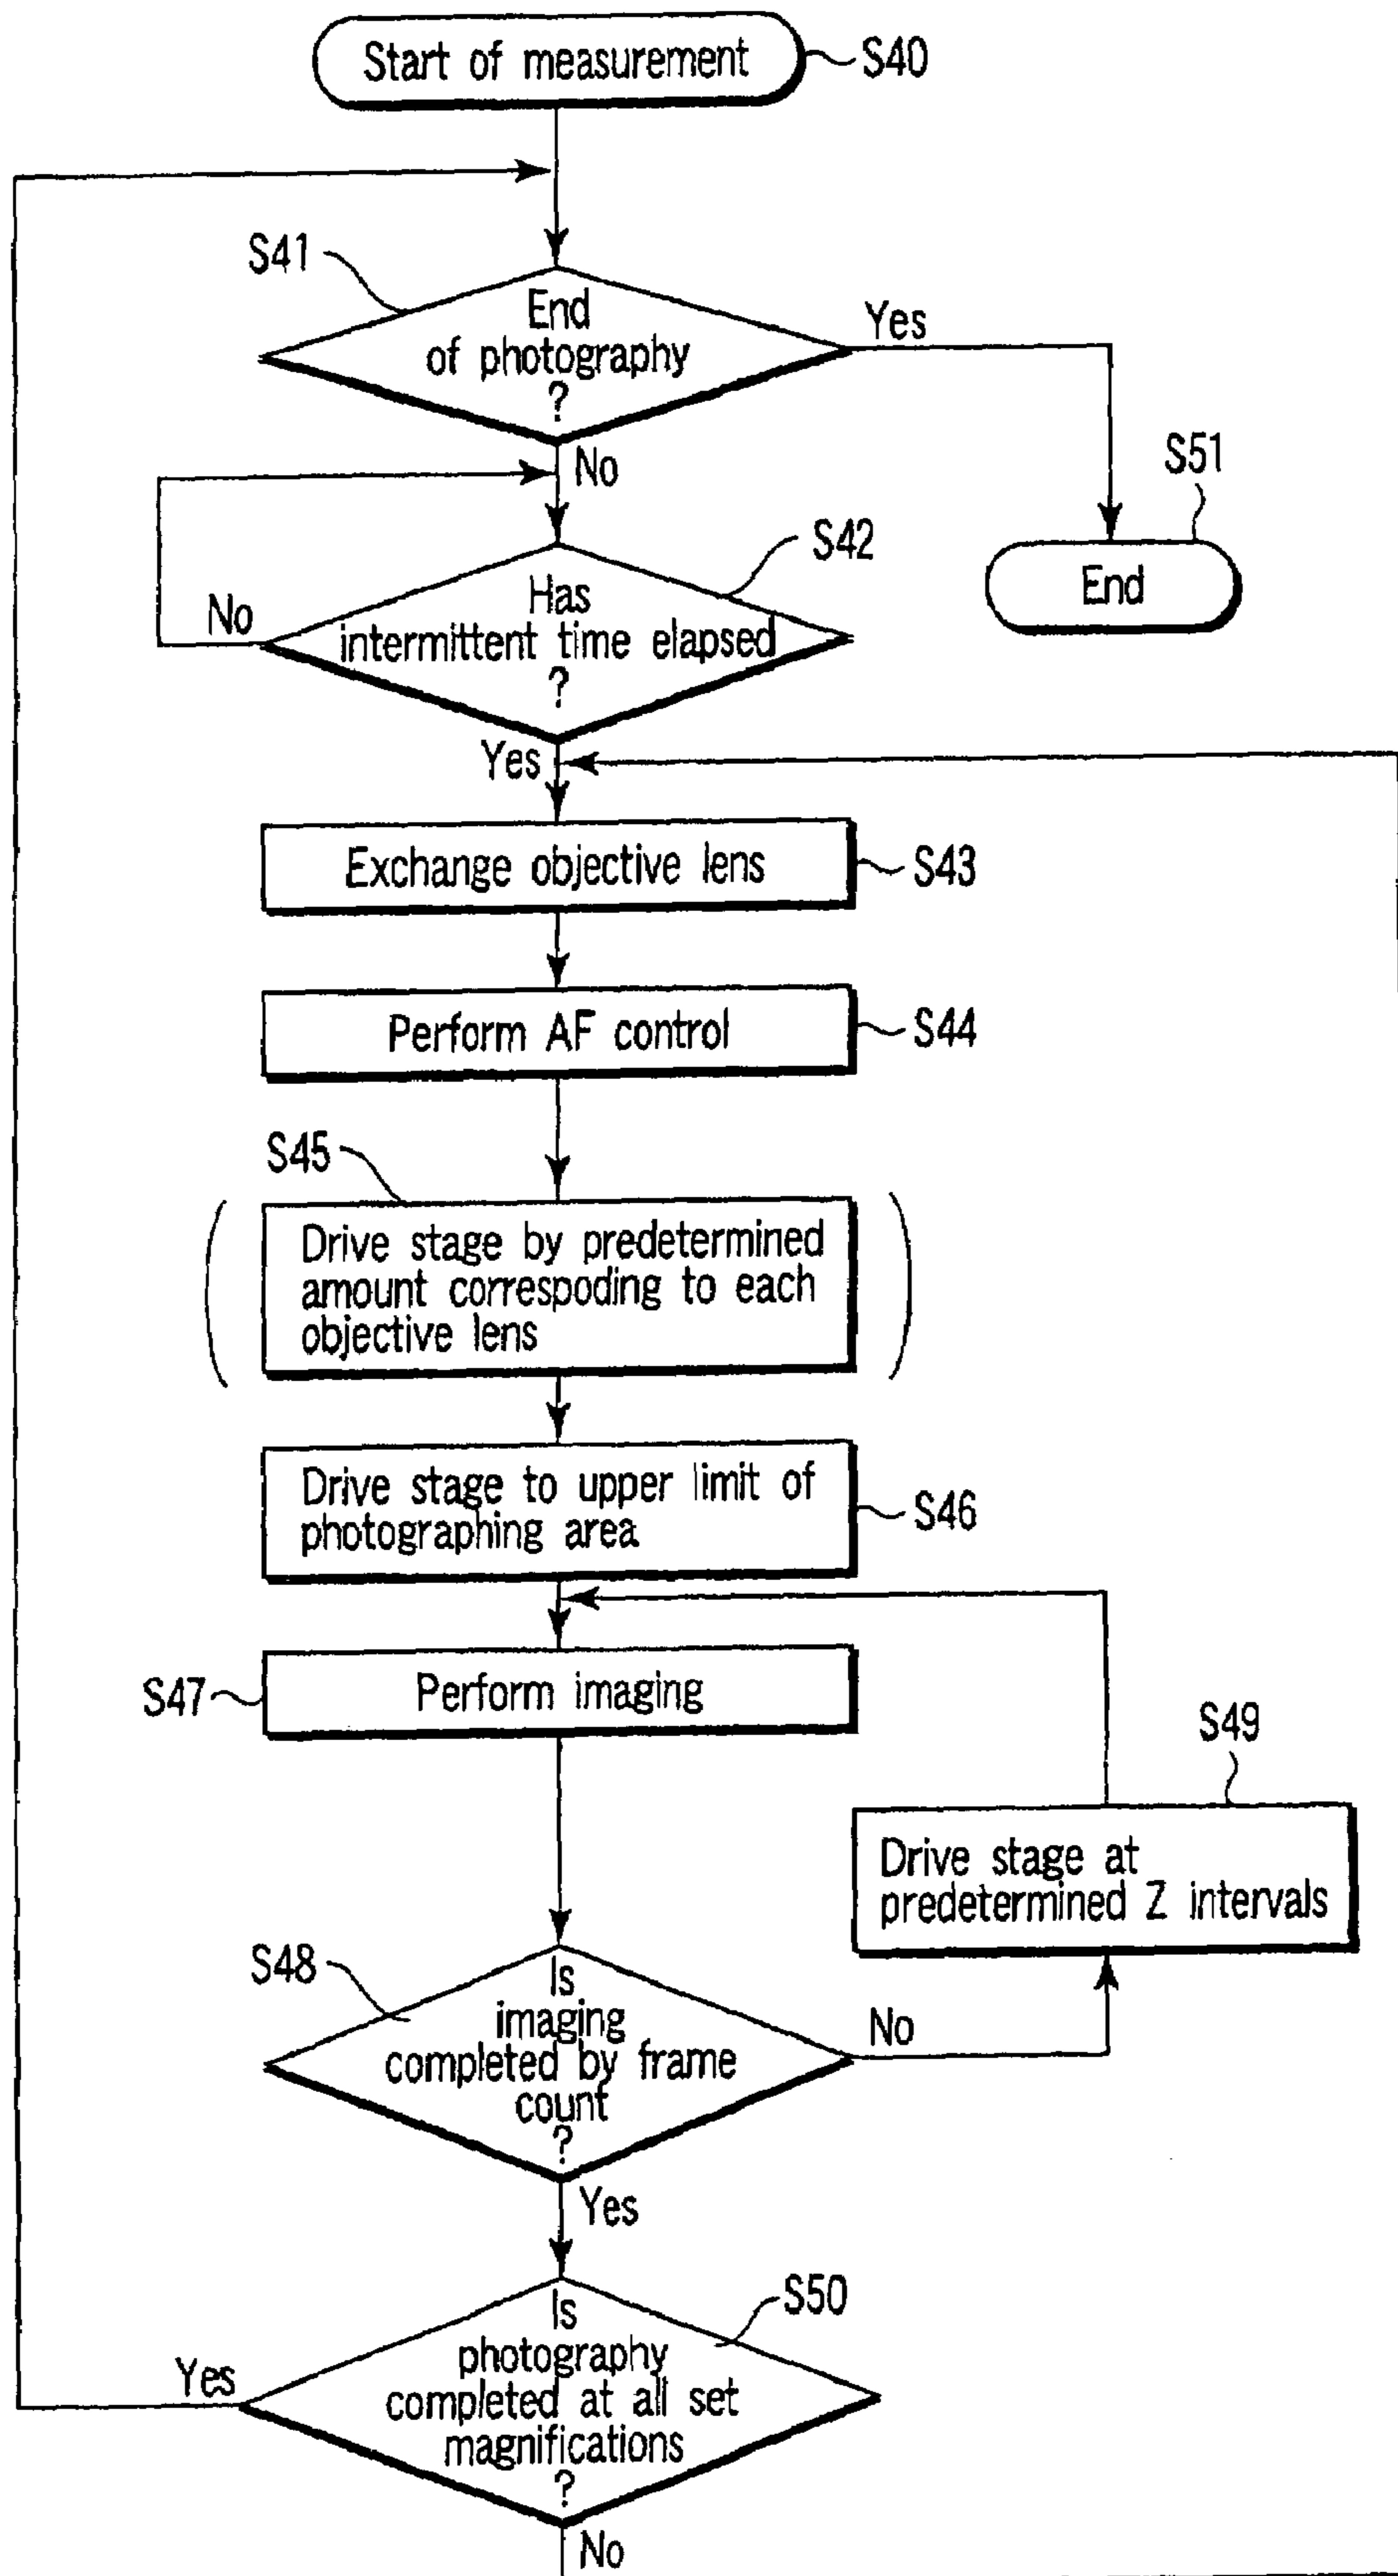 Start of measurement
S40
S41
End
of photography
?
Yes
No
S51
End
S42
Has
intermittent time elapsed
?
No
Yes
Exchange objective lens
S43
Perform AF control
S44
S45
Drive stage by predetermined
amount correspoding to each
objective lens
Drive stage to upper limit of
photographing area
S46
Perform imaging
S47
S49
Drive stage at
predetermined Z intervals
S48
Is
imaging
completed by frame
count
?
No
Yes
S50
Is
photography
completed at all set
magnifications
?
Yes
No